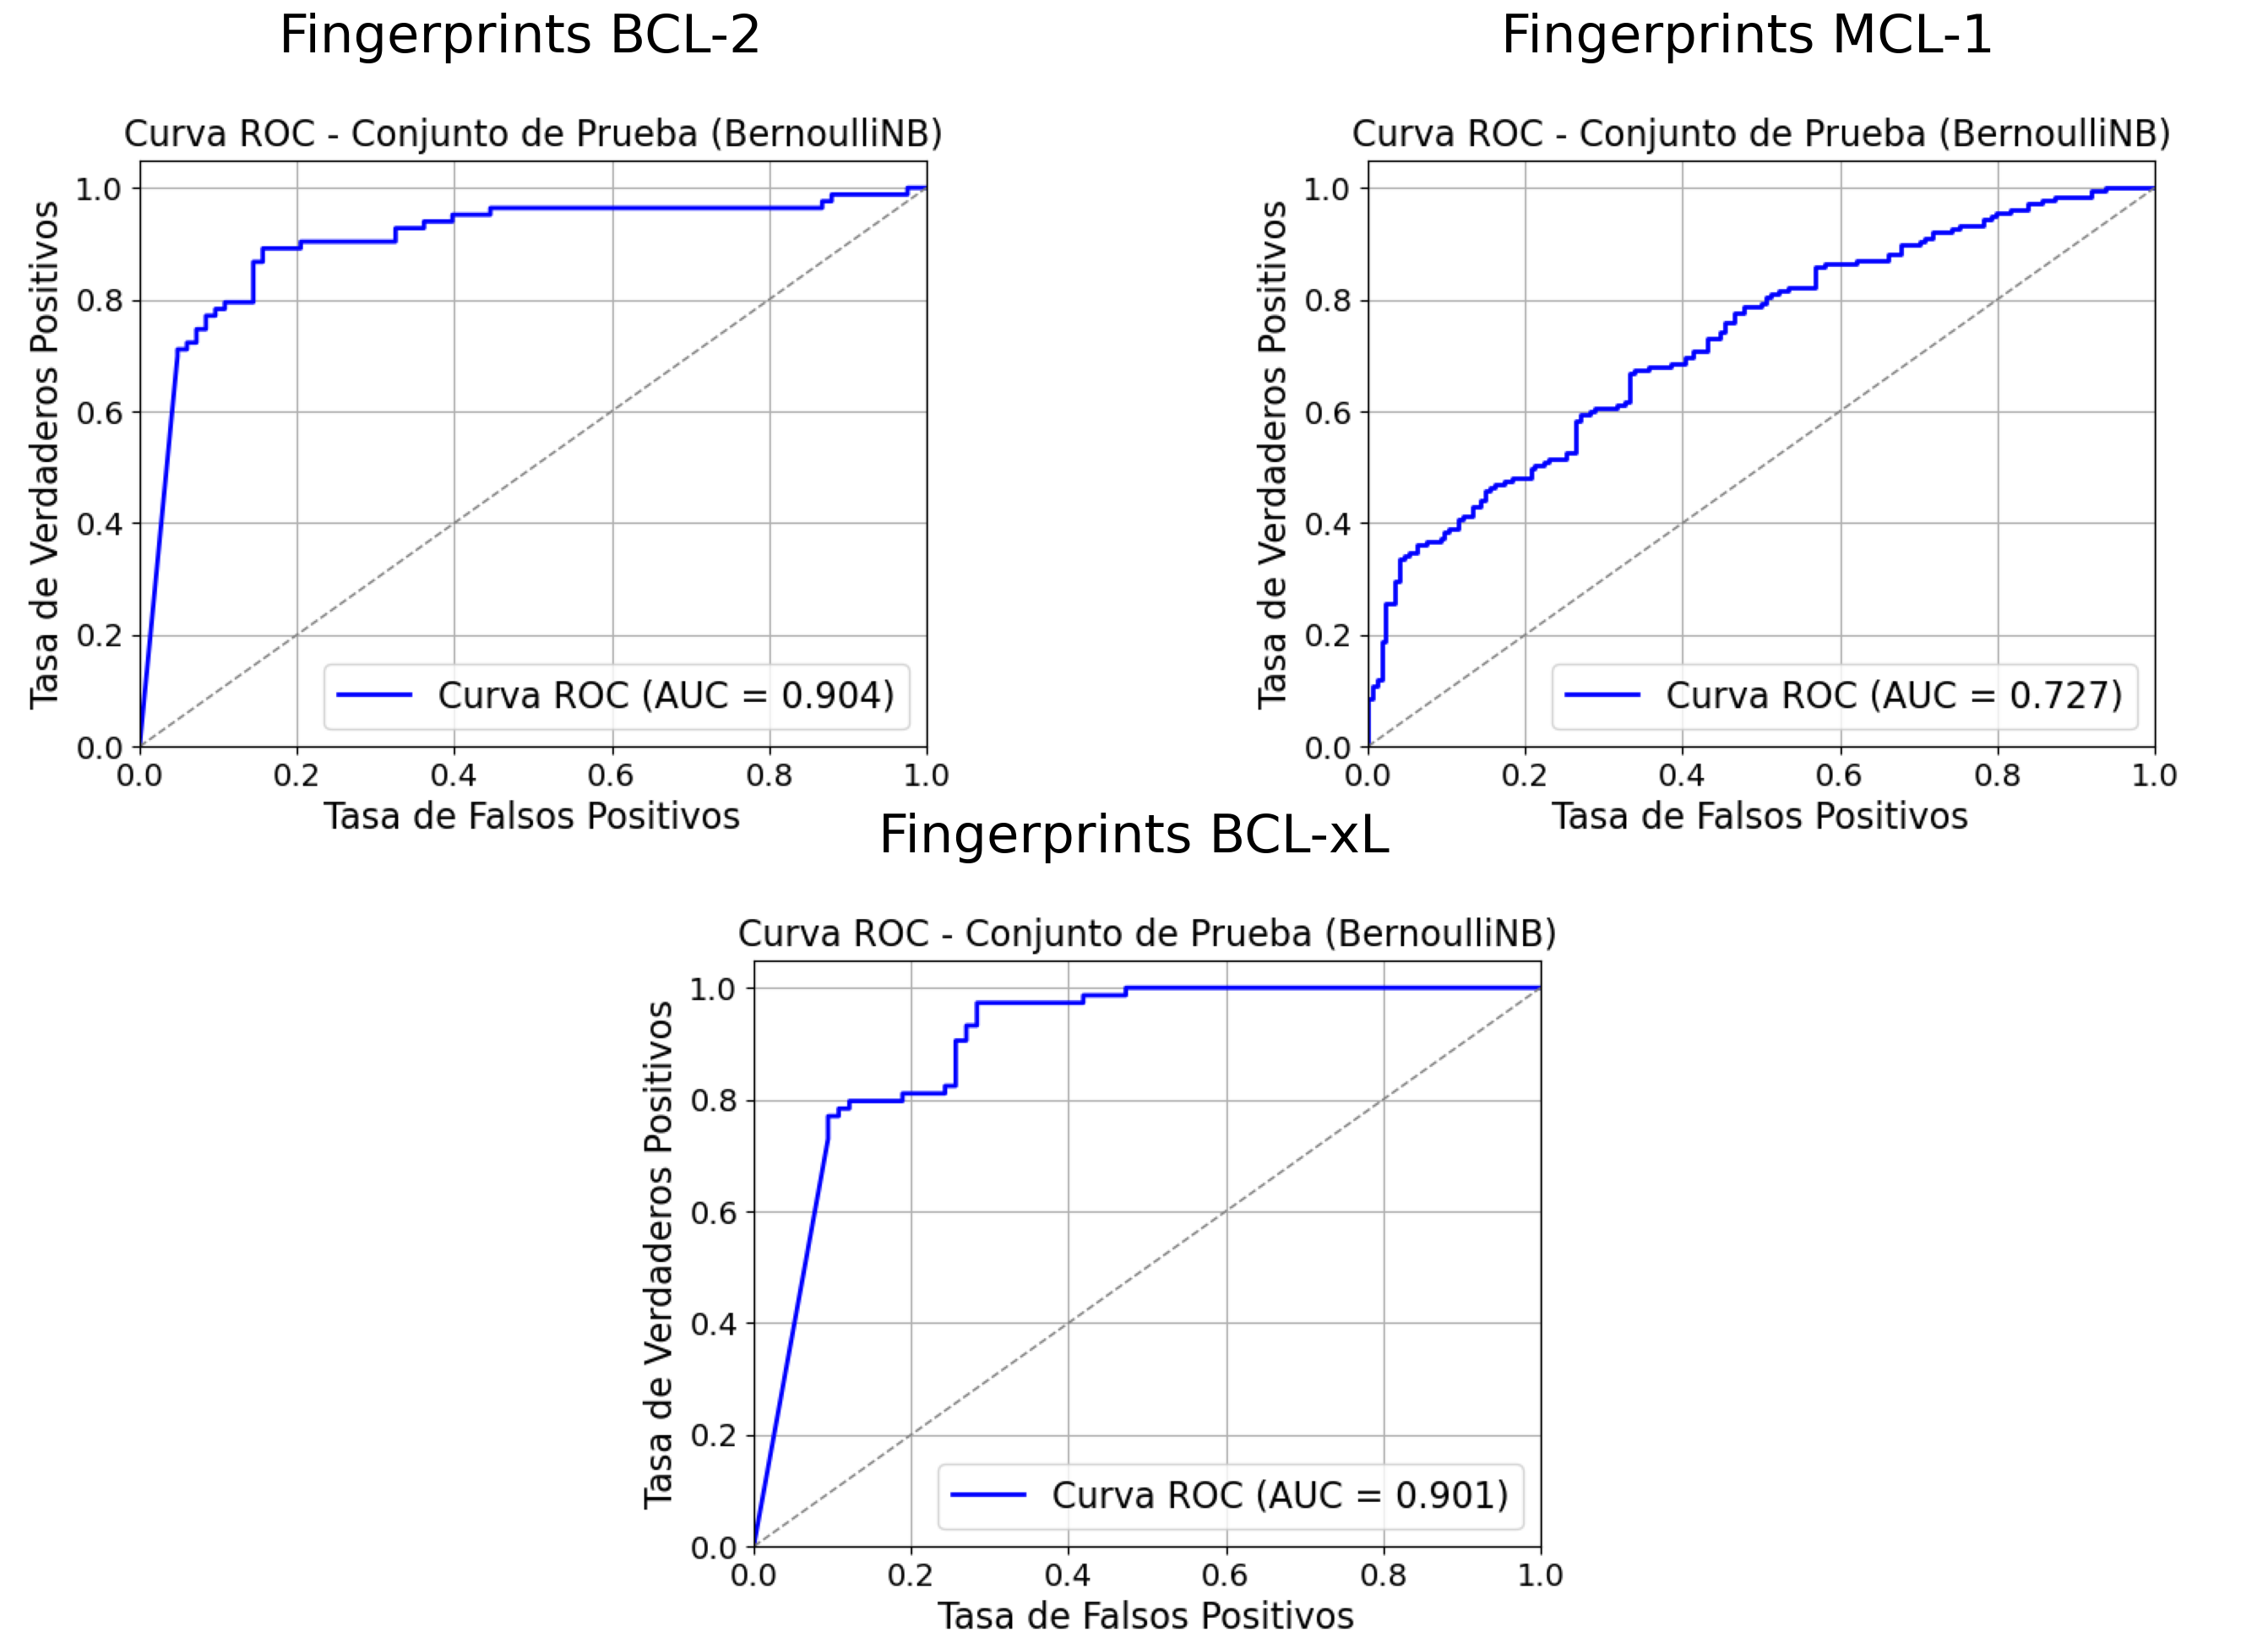 Fingerprints BCL-2
Curva ROC - Conjunto de Prueba (BernoulliNB)
Tasa de Verdaderos Positivos
1.0
0.8
0.6
0.4
0.2
0.0
Curva ROC (AUC = 0.904)
0.0 0.2 0.4 0.6 0.8 1.0
Tasa de Falsos Positivos
Fingerprints MCL-1
Curva ROC - Conjunto de Prueba (BernoulliNB)
Tasa de Verdaderos Positivos
1.0
0.8
0.6
0.4
0.2
0.0
Curva ROC (AUC = 0.727)
0.0 0.2 0.4 0.6 0.8 1.0
Tasa de Falsos Positivos
Fingerprints BCL-xL
Curva ROC - Conjunto de Prueba (BernoulliNB)
Tasa de Verdaderos Positivos
1.0
0.8
0.6
0.4
0.2
0.0
Curva ROC (AUC = 0.901)
0.0 0.2 0.4 0.6 0.8 1.0
Tasa de Falsos Positivos